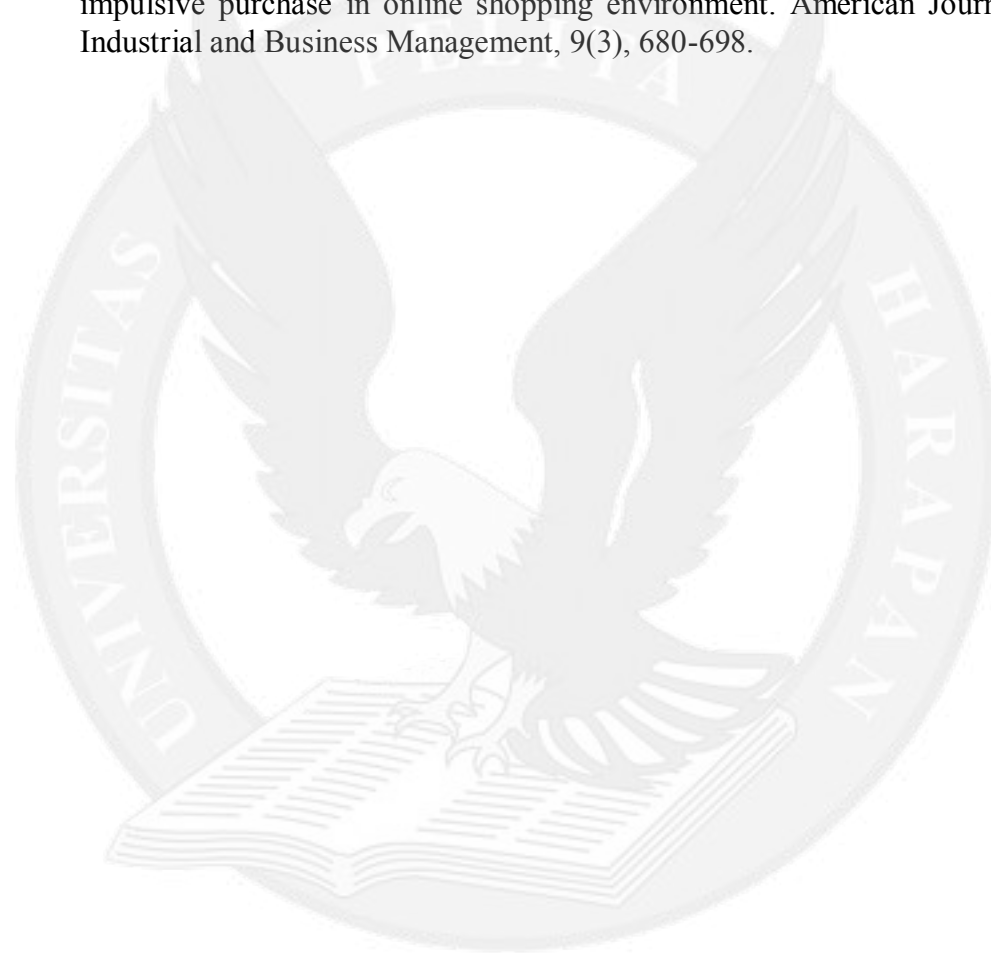 impulsive purchase in online shopping environment. American Journ
Industrial and Business Management, 9(3), 680-698.
PELITA
UNIVERSITAS
HARAPAN